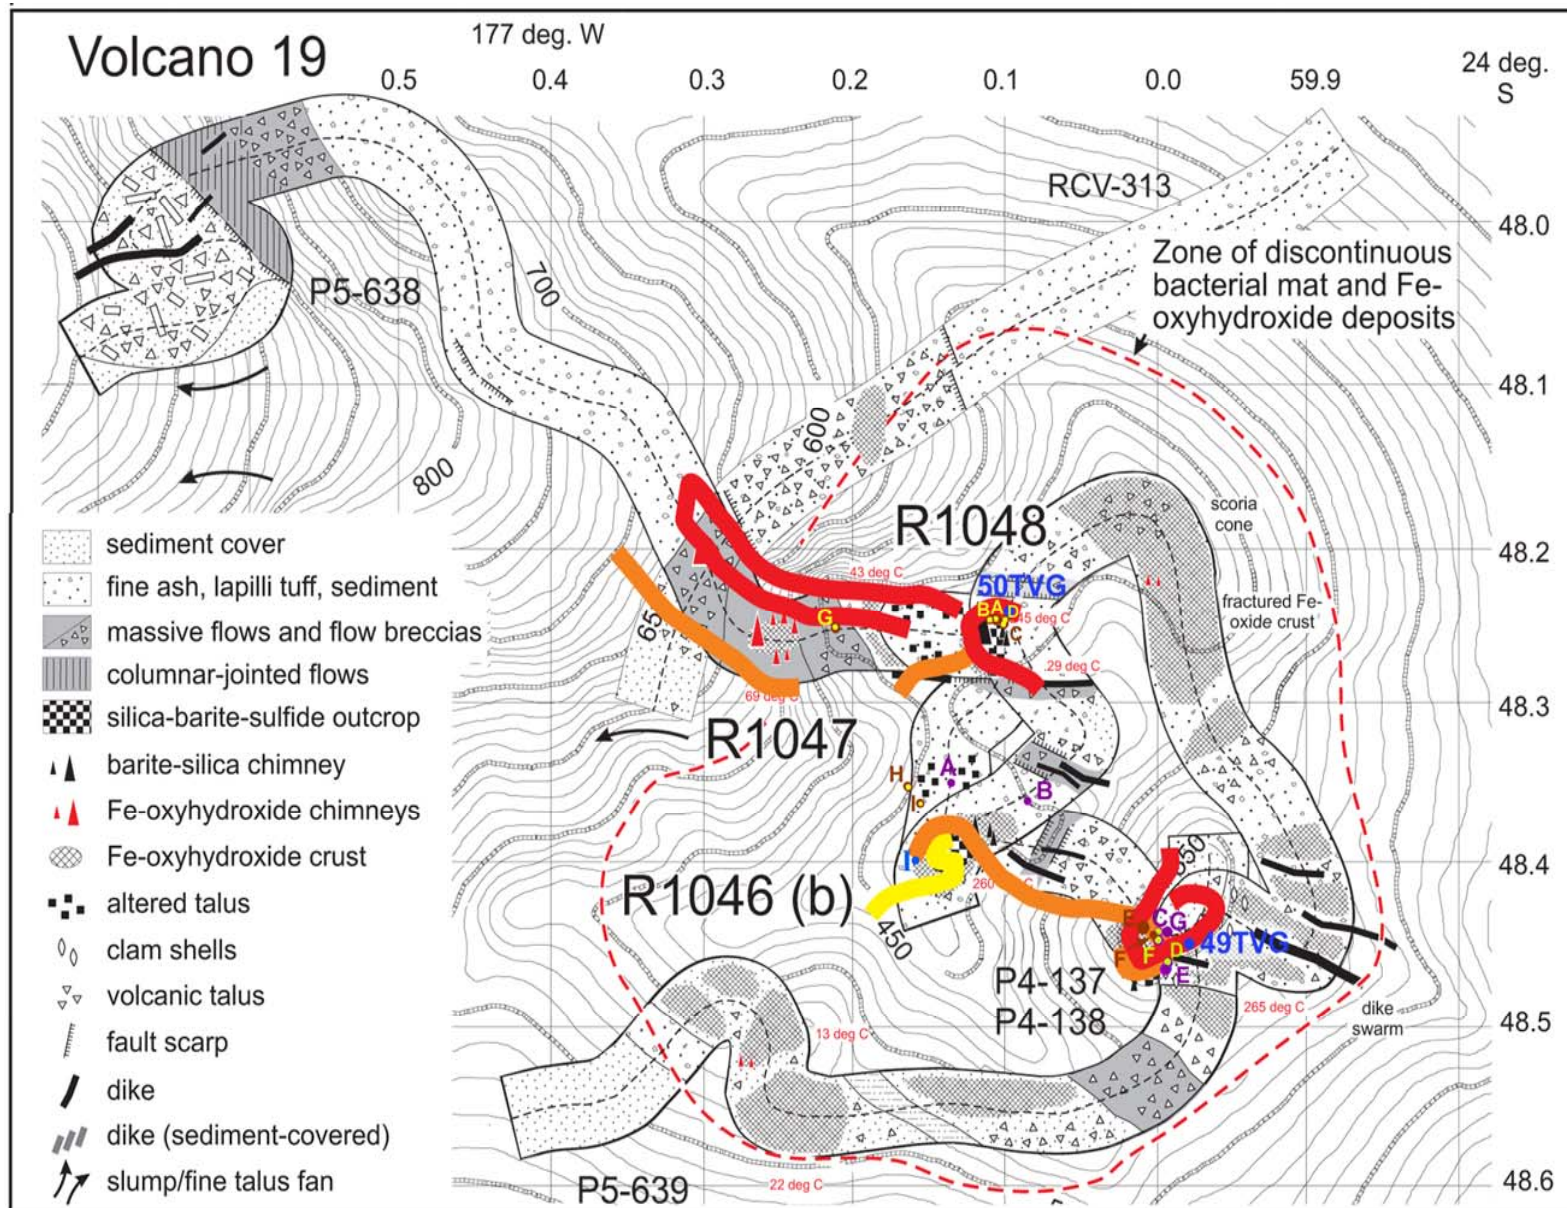 Volcano 19
177 deg. W
0.5
0.4
0.3
0.2
0.1
0.0
59.9
24 deg.
S
RCV-313
48.0
Zone of discontinuous
bacterial mat and Fe-
oxyhydroxide deposits
P5-638
700
48.1
600
800
R1048
scoria
cone
48.2
43 deg C
50TVG
B A D
45 deg C
C
fractured Fe-
oxide crust
G
65
29 deg C
69 deg C
48.3
R1047
H
A
B
I
I
550
48.4
260
R1046 (b)
450
E
C
G
49TVG
F
F
D
E
P4-137
P4-138
265 deg C
dike
swarm
13 deg C
48.5
22 deg C
P5-639
48.6
sediment cover
fine ash, lapilli tuff, sediment
massive flows and flow breccias
columnar-jointed flows
silica-barite-sulfide outcrop
barite-silica chimney
Fe-oxyhydroxide chimneys
Fe-oxyhydroxide crust
altered talus
clam shells
volcanic talus
fault scarp
dike
dike (sediment-covered)
slump/fine talus fan